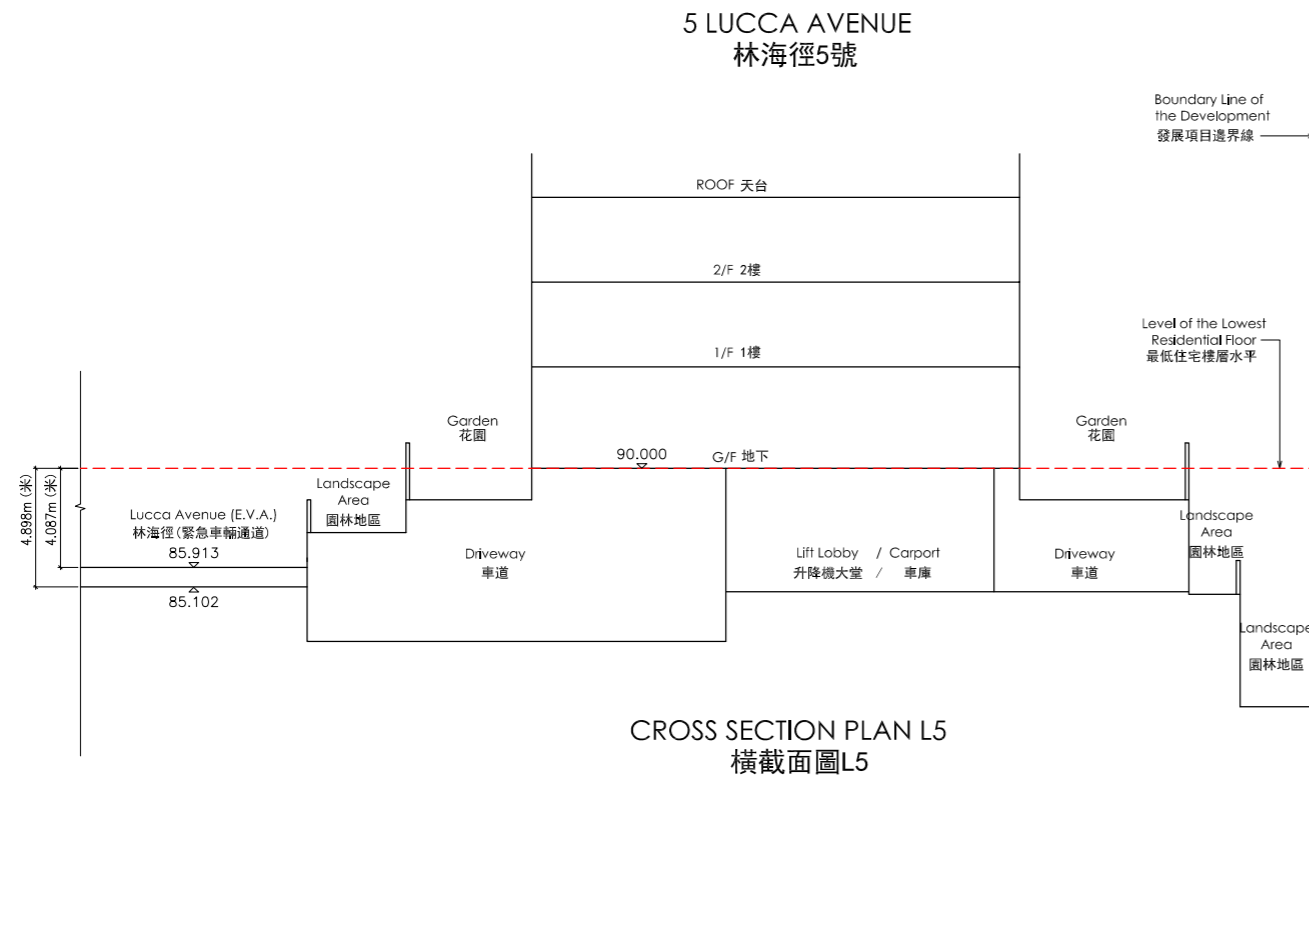 5 LUCCA AVENUE
林海徑5號
Boundary Line of
the Development
發展項目邊界線
ROOF 天台
2/F 2樓
1/F 1樓
Level of the Lowest
Residential Floor
最低住宅樓層水平
Garden
花園
Garden
花園
90.000
G/F 地下
4.898m (米)
4.087m (米)
Landscape
Area
園林地區
Lucca Avenue (E.V.A.)
林海徑(緊急車輛通道)
85.913
85.102
Driveway
車道
Lift Lobby / Carport
升降機大堂 / 車庫
Driveway
車道
Landscape
Area
園林地區
Landscape
Area
園林地區
CROSS SECTION PLAN L5
橫截面圖L5